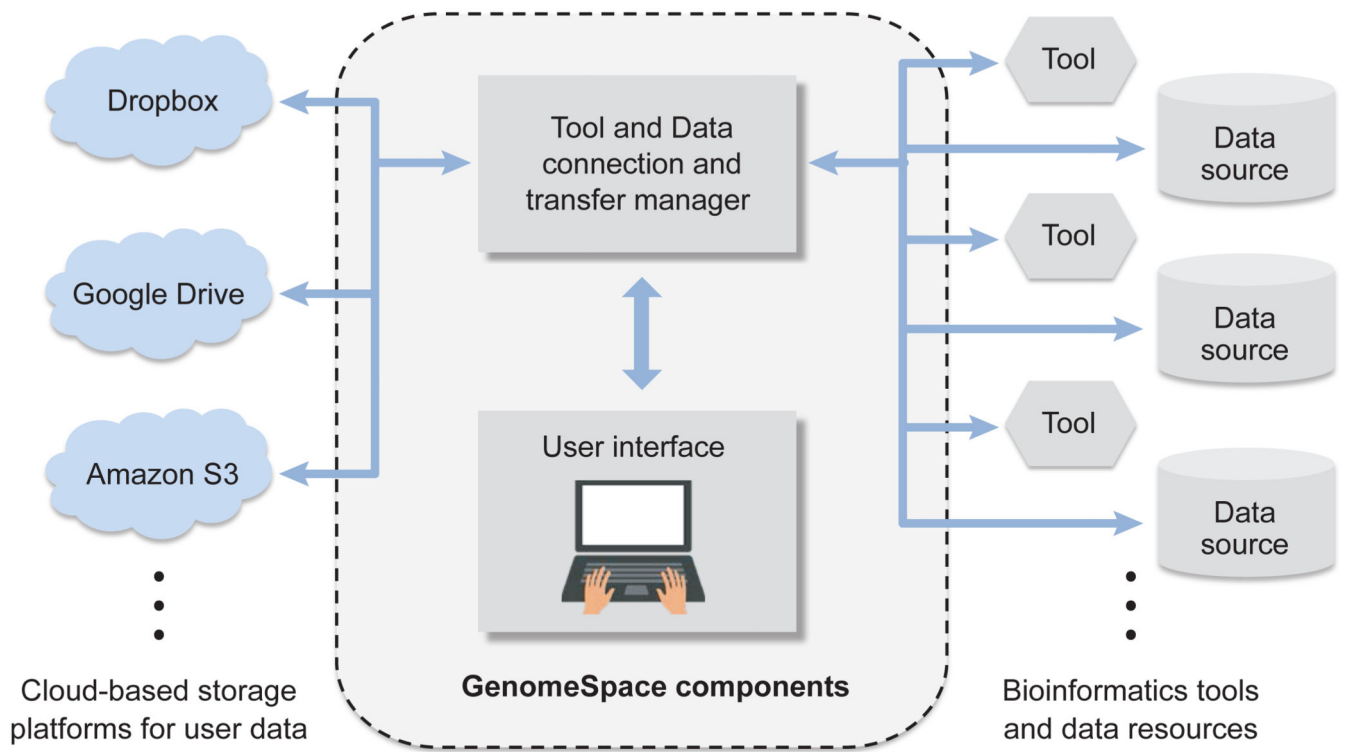 Dropbox
Google Drive
Amazon S3
Cloud-based storage
platforms for user data
Tool and Data
connection and
transfer manager
User interface
GenomeSpace components
Tool
Data
source
Tool
Data
source
Tool
Data
source
Bioinformatics tools
and data resources